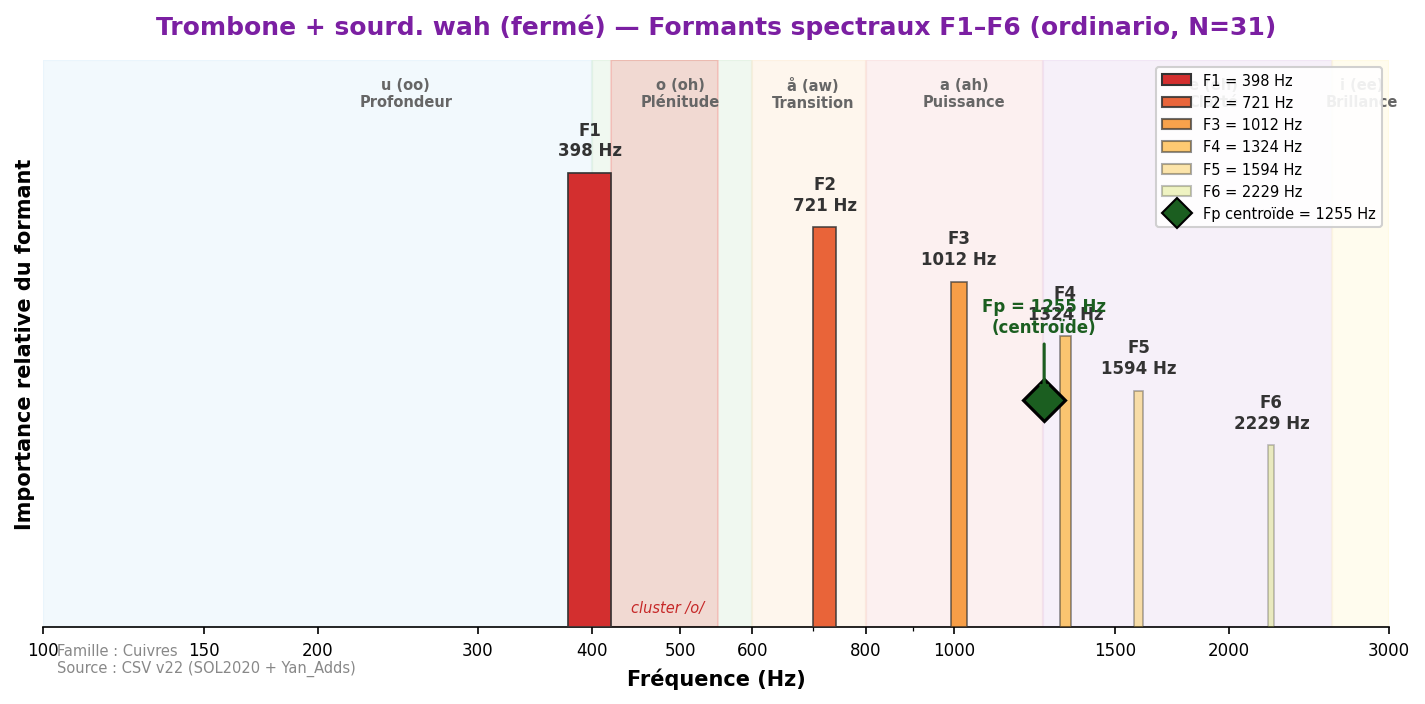 Trombone + sourd. wah (fermé) — Formants spectraux F1–F6 (ordinario, N=31)
u (oo)
Profondeur
o (oh)
Plénitude
å (aw)
Transition
a (ah)
Puissance
i (ee)
Brillance
F1 = 398 Hz
F2 = 721 Hz
F3 = 1012 Hz
F4 = 1324 Hz
F5 = 1594 Hz
F6 = 2229 Hz
Fp centroïde = 1255 Hz
F1
398 Hz
F2
721 Hz
F3
1012 Hz
Fp = 1255 Hz
(centroïde)
F4
1324 Hz
F5
1594 Hz
F6
2229 Hz
cluster /o/
Importance relative du formant
100 150 200 300 400 500 600 800 1000 1500 2000 3000
Famille : Cuivres
Source : CSV v22 (SOL2020 + Yan_Adds)
Fréquence (Hz)